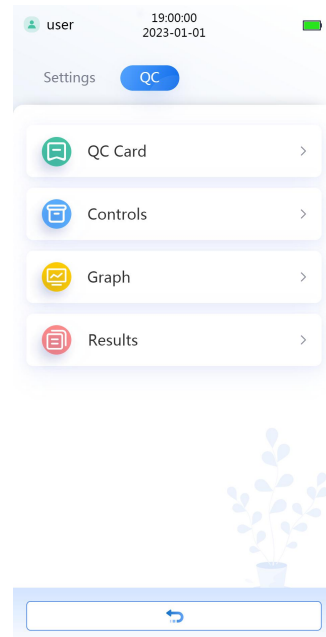 user
19:00:00
2023-01-01
Settings
QC
QC Card
Controls
Graph
Results